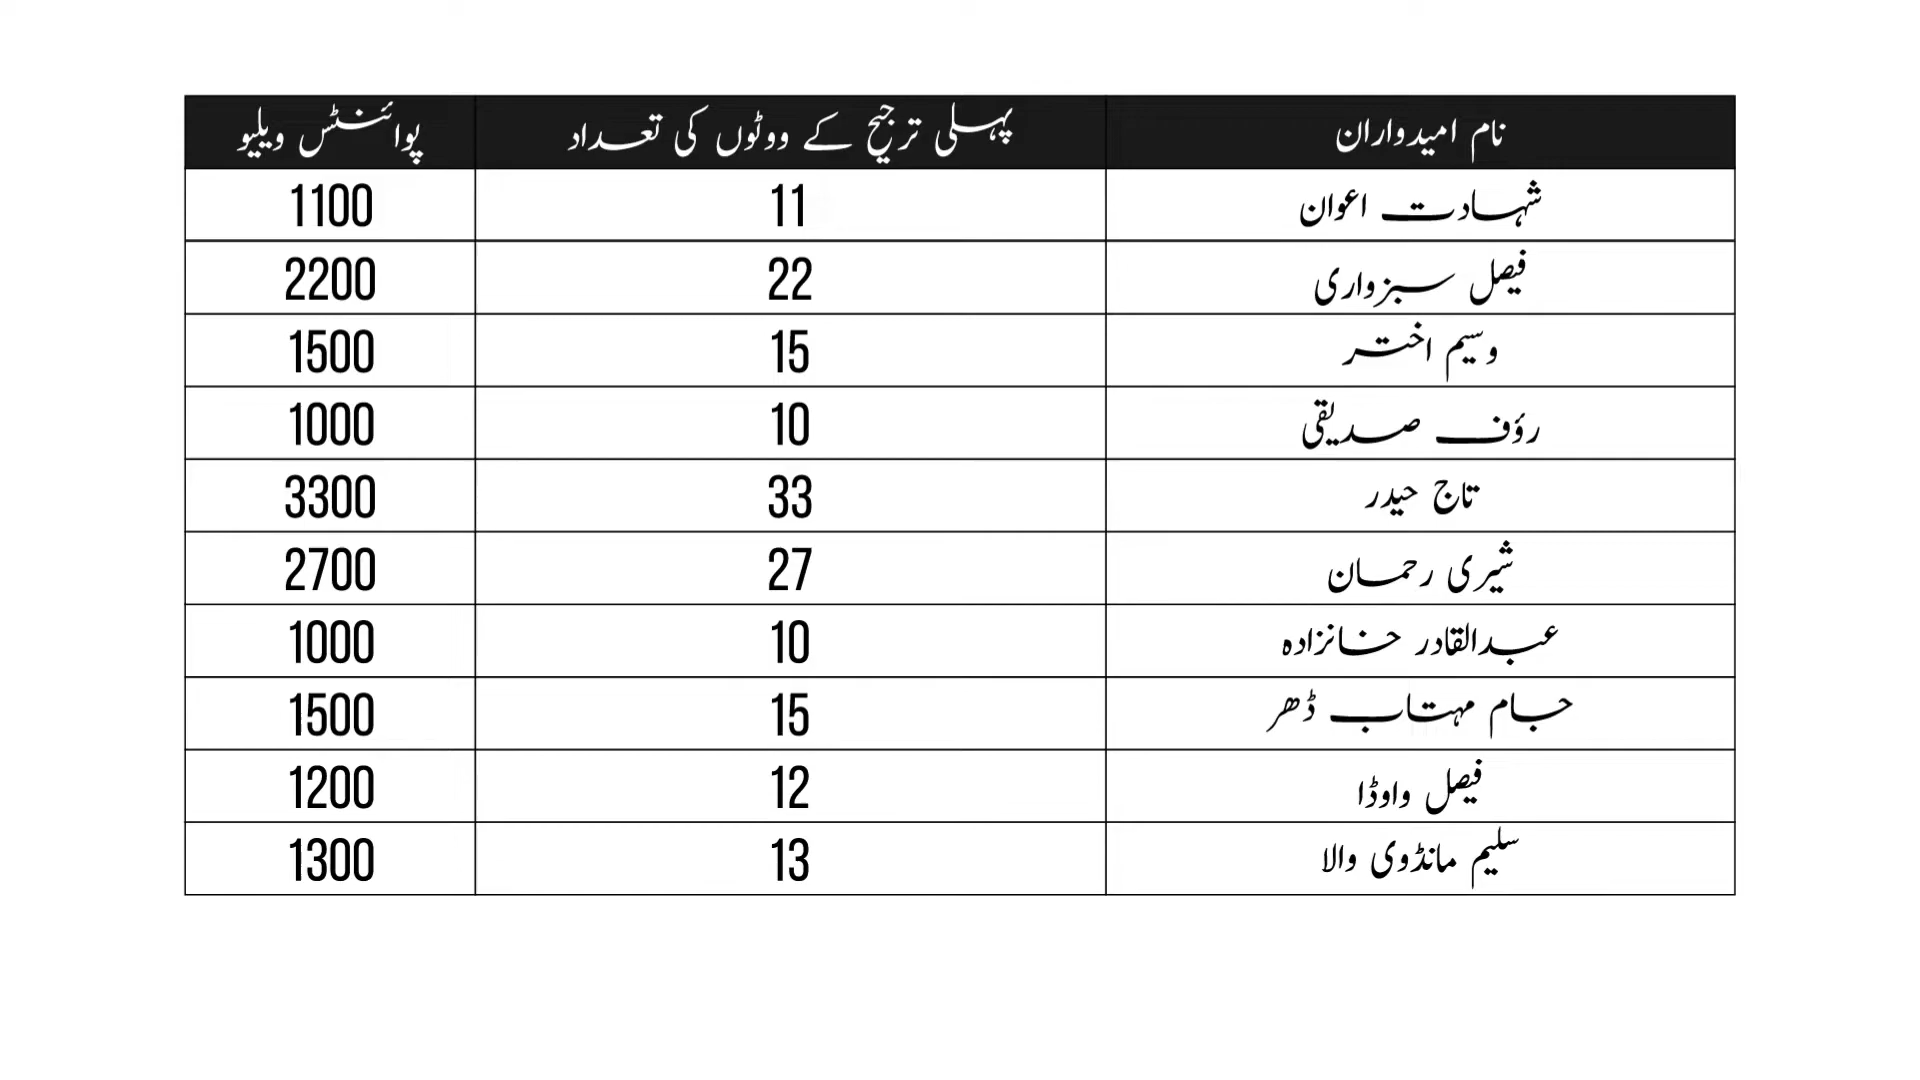 نام امیدواران پہلی ترجیح کے ووٹوں کی تعداد پوائنٹس ویلیو
شہادت اعوان 11 1100
فیصل سبزواری 22 2200
وسیم اختر 15 1500
رؤف صدیقی 10 1000
تاج حیدر 33 3300
شیری رحمان 27 2700
عبدالقادر خانزادہ 10 1000
جام مہتاب ڈھر 15 1500
فیصل واوڈا 12 1200
سلیم مانڈوی والا 13 1300